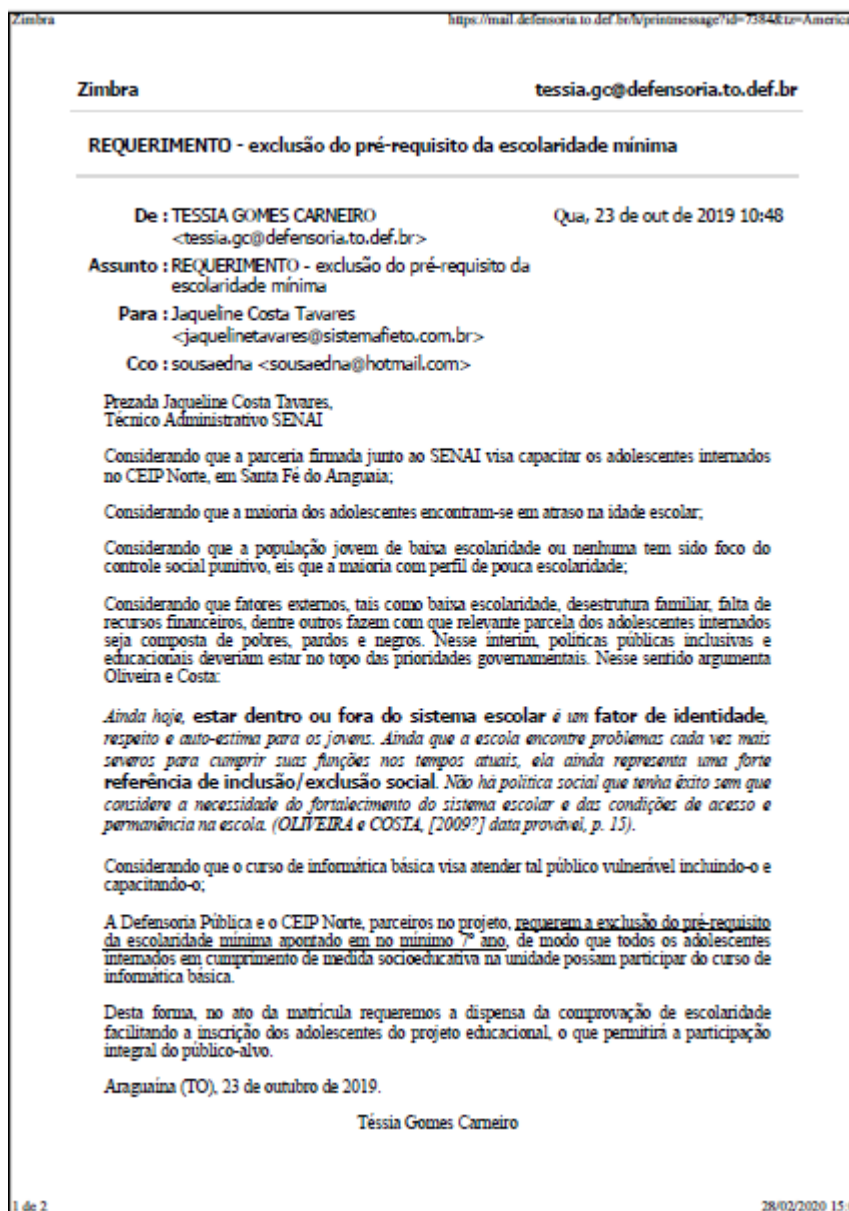 Zimbra
https://mail.defensoria.to.def.br/h/printmessage?id=7384&tz=America
Zimbra
tessia.gc@defensoria.to.def.br
REQUERIMENTO - exclusão do pré-requisito da escolaridade mínima
De : TESSIA GOMES CARNEIRO
<tessia.gc@defensoria.to.def.br>
Qua, 23 de out de 2019 10:48
Assunto : REQUERIMENTO - exclusão do pré-requisito da
escolaridade mínima
Para : Jaqueline Costa Tavares
<jaquelinetavares@sistemafieto.com.br>
Cco : sousaedna <sousaedna@hotmail.com>
Prezada Jaqueline Costa Tavares,
Técnico Administrativo SENAI
Considerando que a parceria firmada junto ao SENAI visa capacitar os adolescentes internados
no CEIP Norte, em Santa Fé do Araguaia;
Considerando que a maioria dos adolescentes encontram-se em atraso na idade escolar;
Considerando que a população jovem de baixa escolaridade ou nenhuma tem sido foco do
controle social punitivo, eis que a maioria com perfil de pouca escolaridade;
Considerando que fatores externos, tais como baixa escolaridade, desestrutura familiar, falta de
recursos financeiros, dentre outros fazem com que relevante parcela dos adolescentes internados
seja composta de pobres, pardos e negros. Nesse ínterim, políticas públicas inclusivas e
educacionais deveriam estar no topo das prioridades governamentais. Nesse sentido argumenta
Oliveira e Costa:
Ainda hoje, estar dentro ou fora do sistema escolar é um fator de identidade,
respeito e auto-estima para os jovens. Ainda que a escola encontre problemas cada vez mais
severos para cumprir suas funções nos tempos atuais, ela ainda representa uma forte
referência de inclusão/exclusão social. Não há política social que tenha êxito sem que
considere a necessidade do fortalecimento do sistema escolar e das condições de acesso e
permanência na escola. (OLIVEIRA e COSTA, [2009?] data provável, p. 15).
Considerando que o curso de informática básica visa atender tal público vulnerável incluindo-o e
capacitando-o;
A Defensoria Pública e o CEIP Norte, parceiros no projeto, requerem a exclusão do pré-requisito
da escolaridade mínima apontado em no mínimo 7º ano, de modo que todos os adolescentes
internados em cumprimento de medida socioeducativa na unidade possam participar do curso de
informática básica.
Desta forma, no ato da matrícula requeremos a dispensa da comprovação de escolaridade
facilitando a inscrição dos adolescentes do projeto educacional, o que permitirá a participação
integral do público-alvo.
Araguaína (TO), 23 de outubro de 2019.
Téssia Gomes Carneiro
1 de 2
28/02/2020 15: